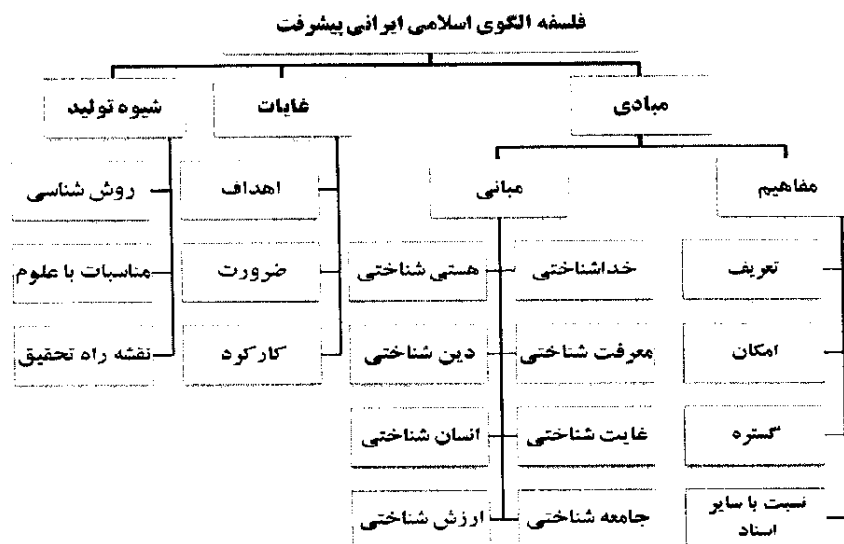 فلسفه الگوی اسلامی ایرانی پیشرفت
مبادی
غایات
شیوه تولید
مفاهیم
مبانی
اهداف
روش شناسی
تعریف
خداشناختی
هستی شناختی
ضرورت
مناسبات با علوم
امکان
معرفت شناختی
دین شناختی
کارکرد
نقشه راه تحقیق
گستره
غایت شناختی
انسان شناختی
نسبت با سایر
اسناد
جامعه شناختی
ارزش شناختی